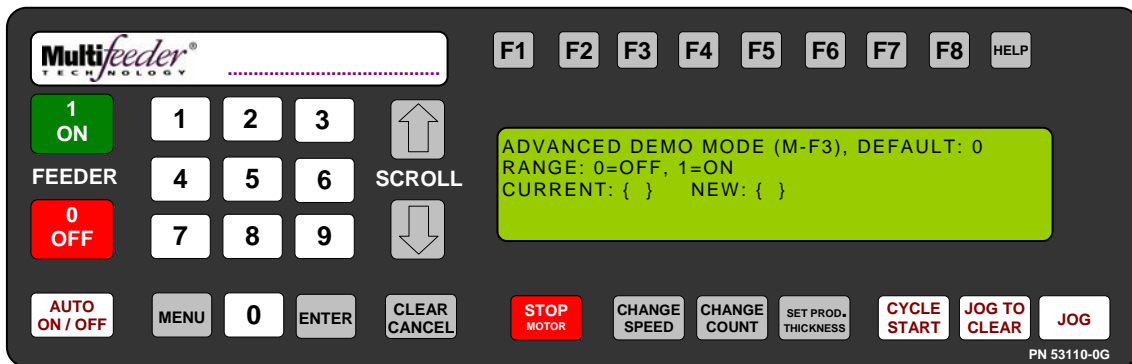 Multifeeder®
TECHNOLOGY
F1 F2 F3 F4 F5 F6 F7 F8 HELP
1
ON
FEEDER
0
OFF
1 2 3
4 5 6
7 8 9
SCROLL
ADVANCED DEMO MODE (M-F3), DEFAULT: 0
RANGE: 0=OFF, 1=ON
CURRENT: { } NEW: { }
AUTO
ON / OFF
MENU
0
ENTER
CLEAR
CANCEL
STOP
MOTOR
CHANGE
SPEED
CHANGE
COUNT
SET PROD.
THICKNESS
CYCLE
START
JOG TO
CLEAR
JOG
PN 53110-0G